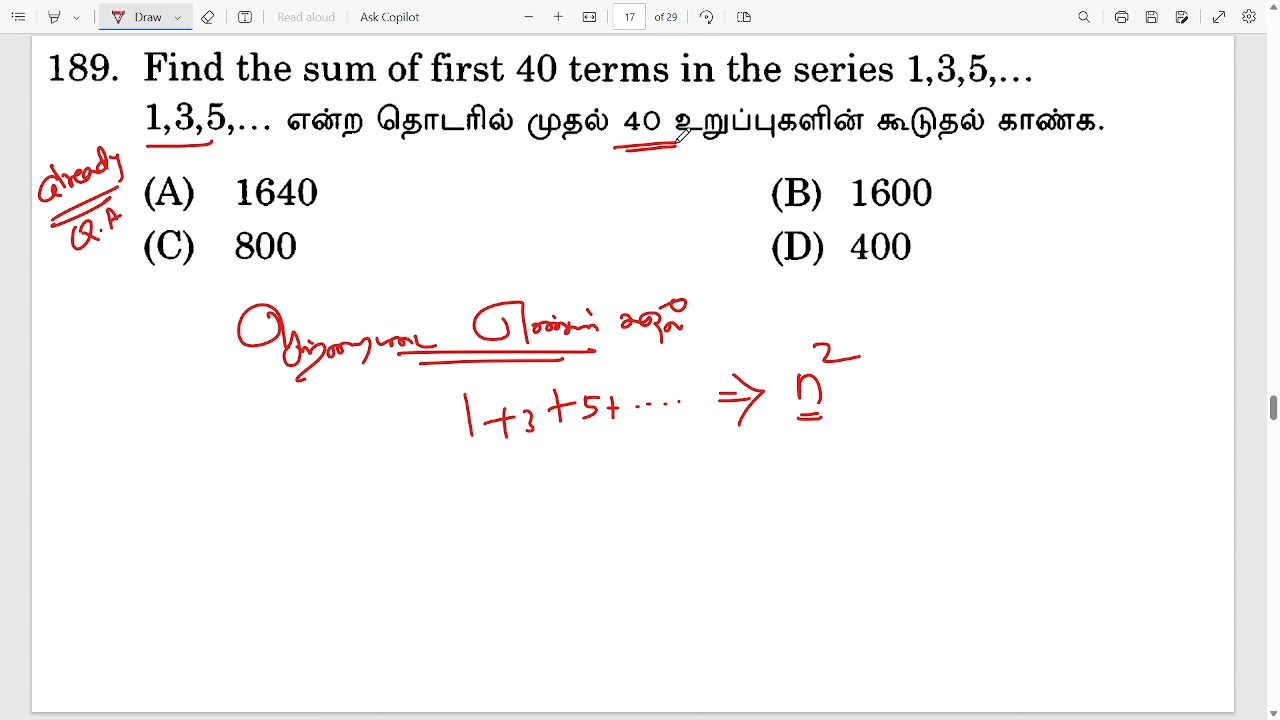 Draw
Read aloud
Ask Copilot
17 of 29
189. Find the sum of first 40 terms in the series 1,3,5,...
1,3,5,... என்ற தொடரில் முதல் 40 உறுப்புகளின் கூடுதல் காண்க.
already
Q.A
(A) 1640
(B) 1600
(C) 800
(D) 400
1+3+5+.... ⇒ n²